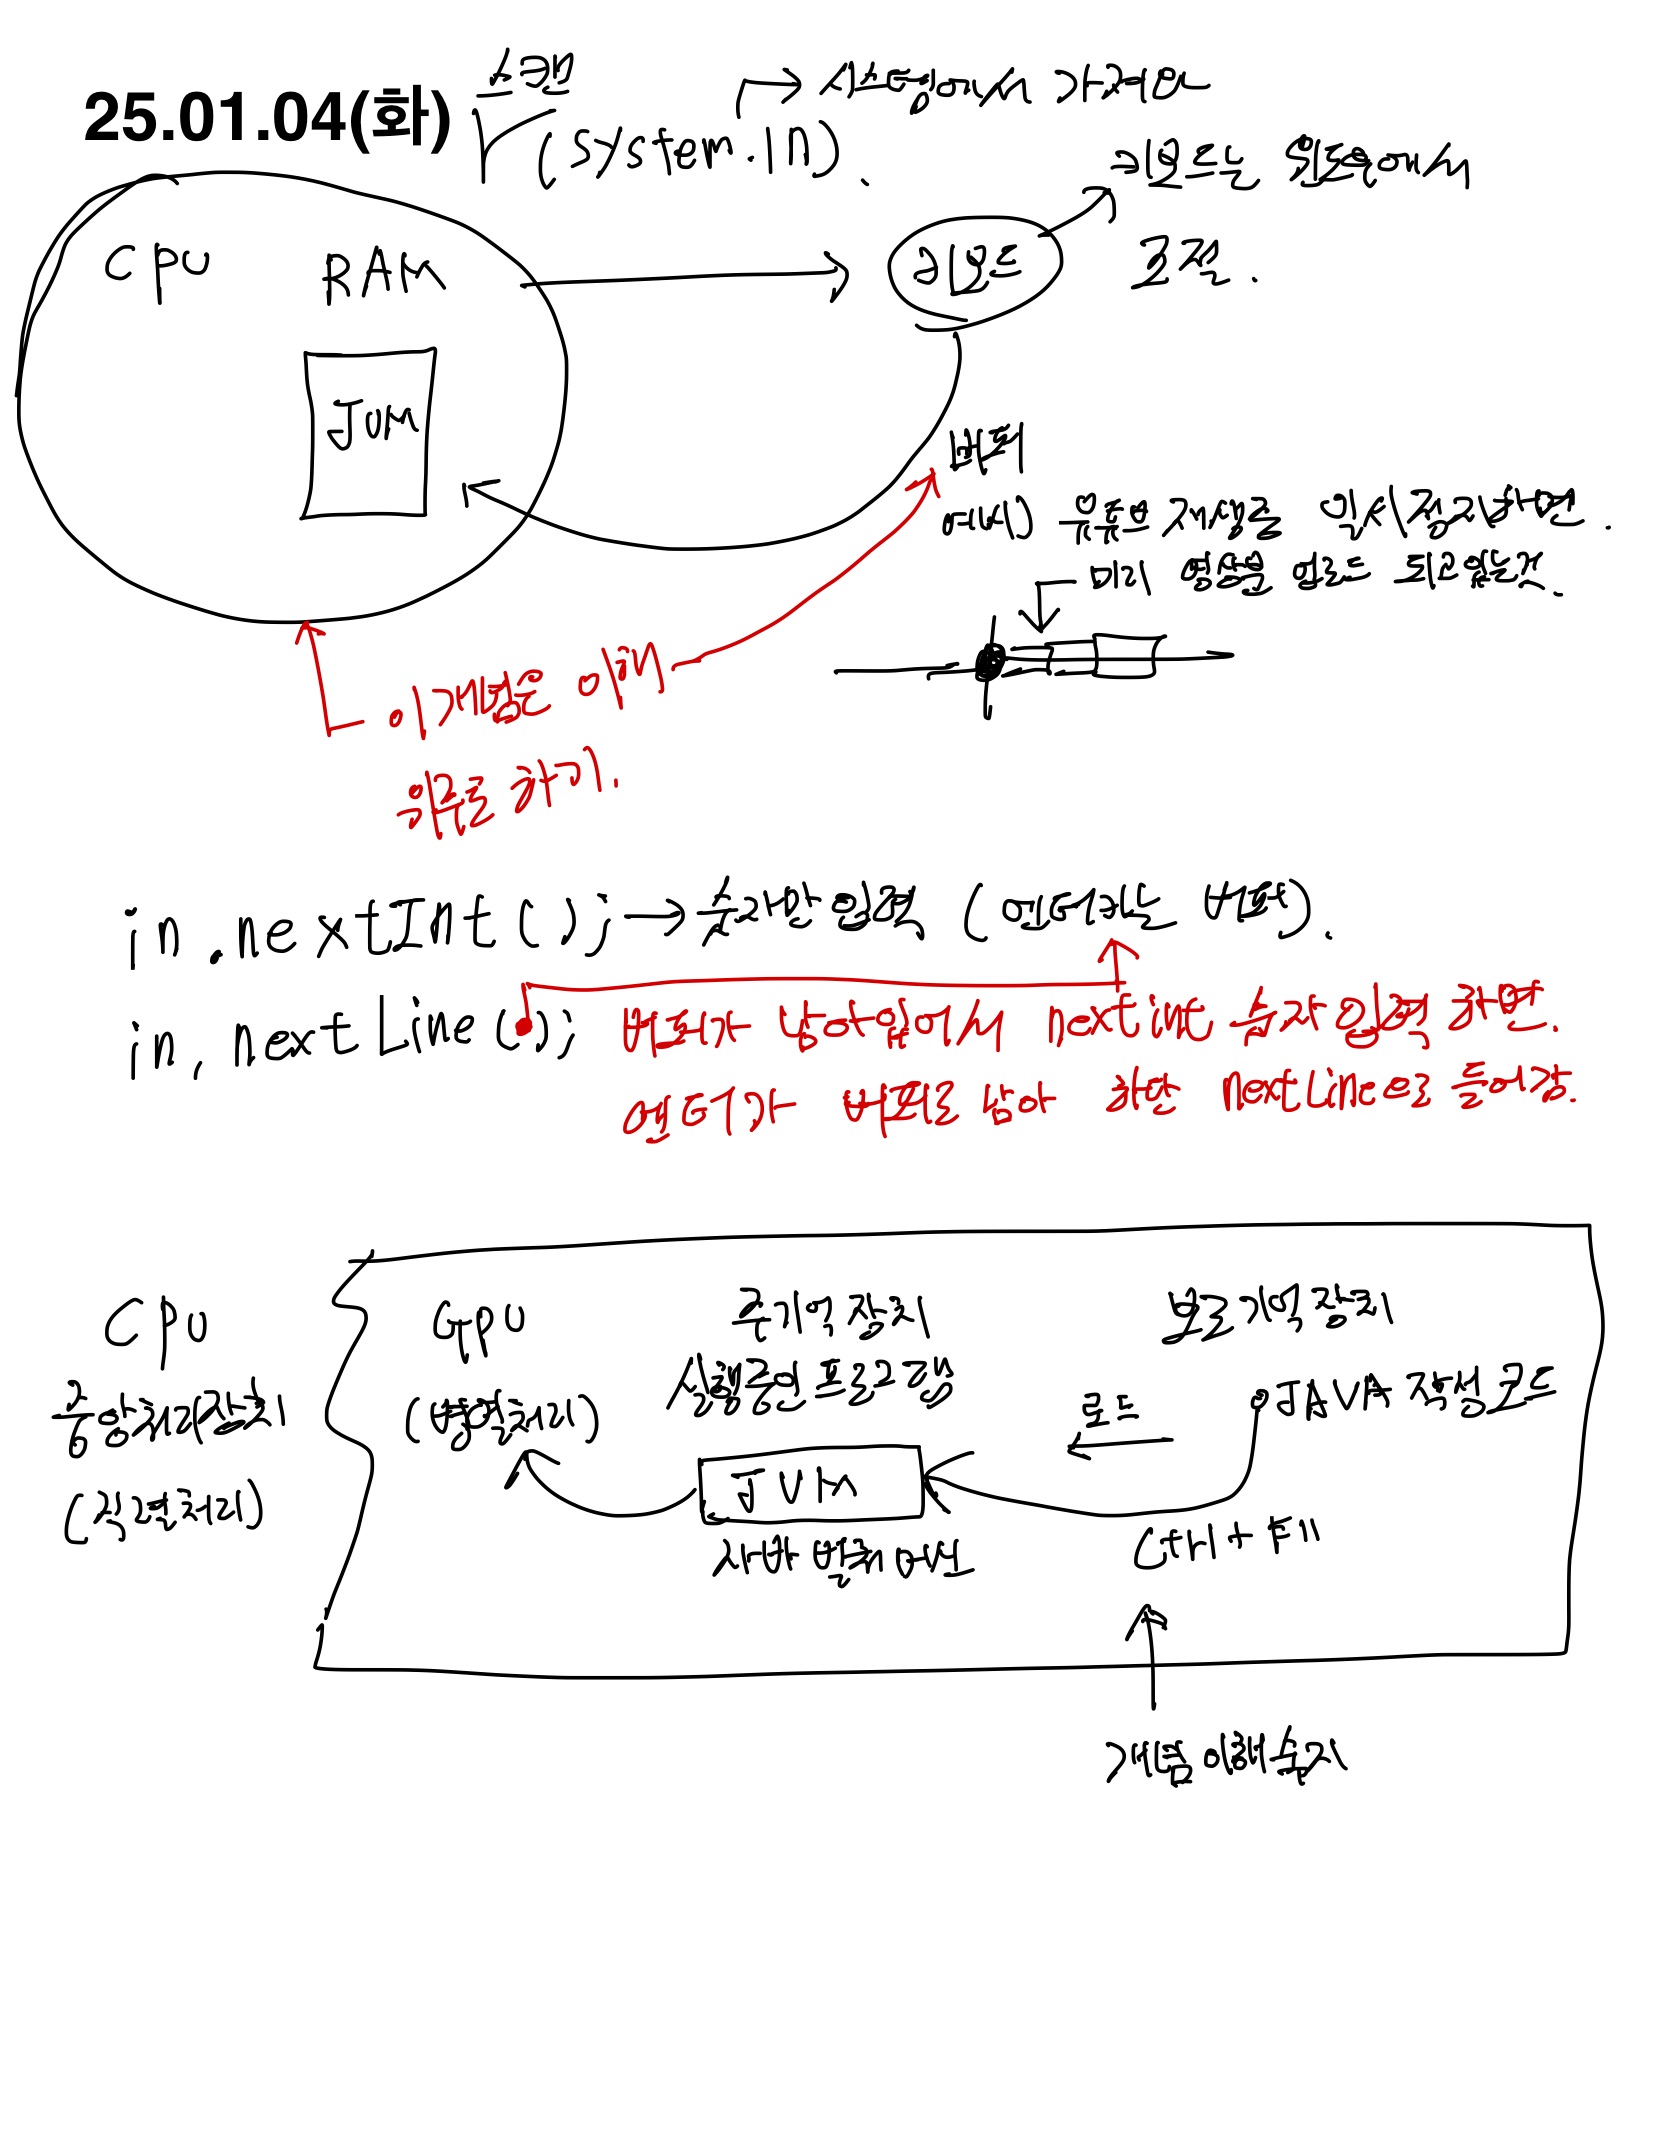 25.01.04(화)
스캔
(System.IN).
시스템에서 가져와
키보드는 윈도우에서
조절.
CPU
RAM
키보드
JVM
버퍼
예시) 유튜브 재생중 일시정지하면.
미리 영상분 업로드 되고있는것.
이개념은 이해
위주로 하기.
in.nextInt(); → 숫자만입력 (엔터키는 버퍼).
in.nextLine(); 버퍼가 남아있어서 nextint 숫자입력 하면.
엔터가 버퍼로 남아 하단 nextLine으로 들어감.
CPU
중앙처리장치
(직렬처리)
GPU
(병렬처리)
주기억장치
실행중인 프로그램
JVM
자바 발취머신
보조기억장치
JAVA 작성코드
로드
Ctrl + F11
개념이해숙지